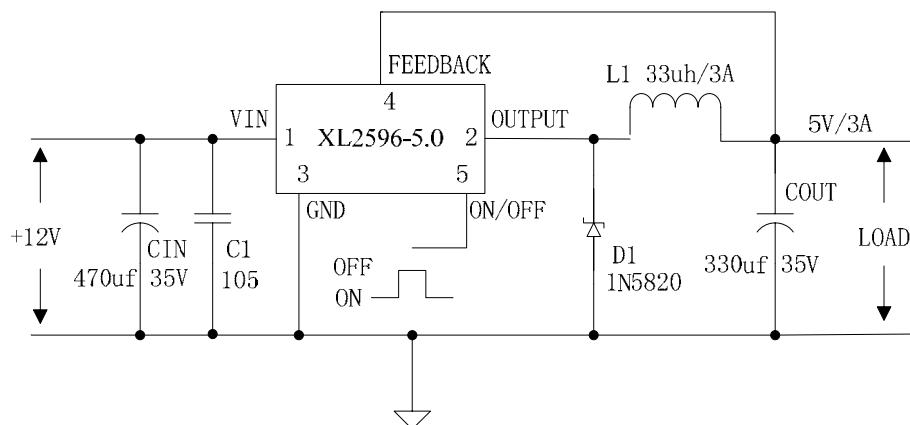 FEEDBACK
L1 33uh/3A
4
VIN
OUTPUT
5V/3A
1 XL2596-5.0 2
3 5
GND
ON/OFF
COUT
+12V
CIN
C1
OFF
D1
LOAD
470uf 35V
105
ON
1N5820
330uf 35V